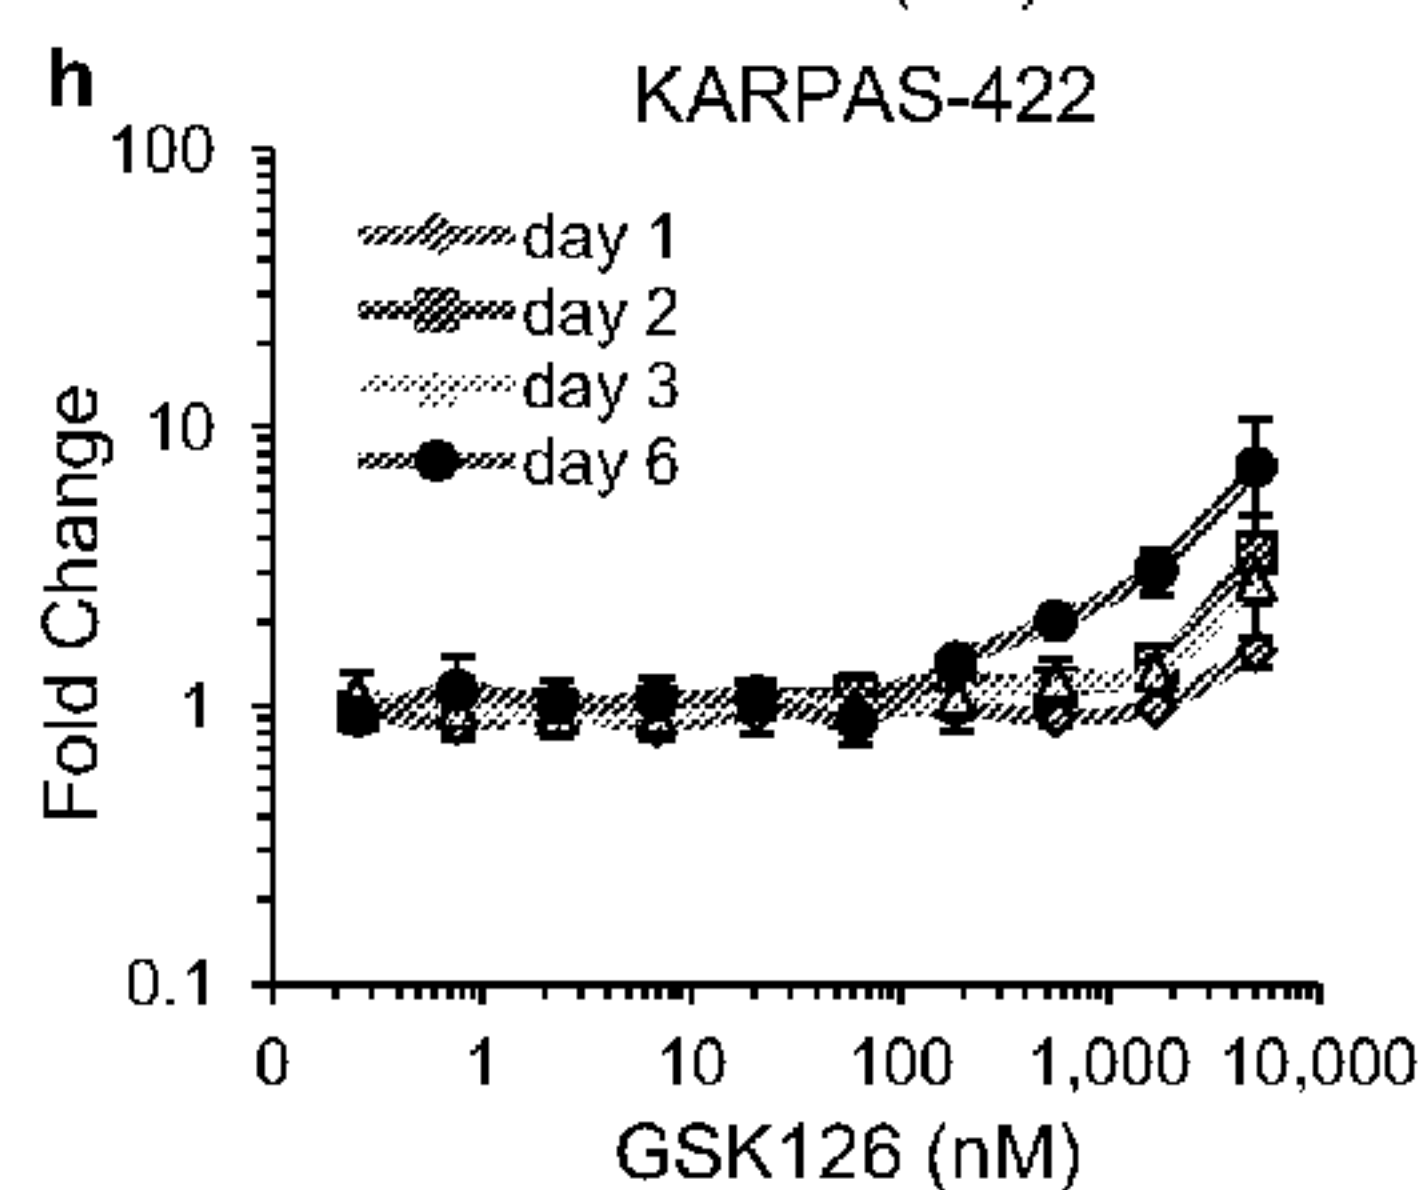 h
KARPAS-422
100
10
1
0.1
Fold Change
day 1
day 2
day 3
day 6
0 1 10 100 1,000 10,000
GSK126 (nM)